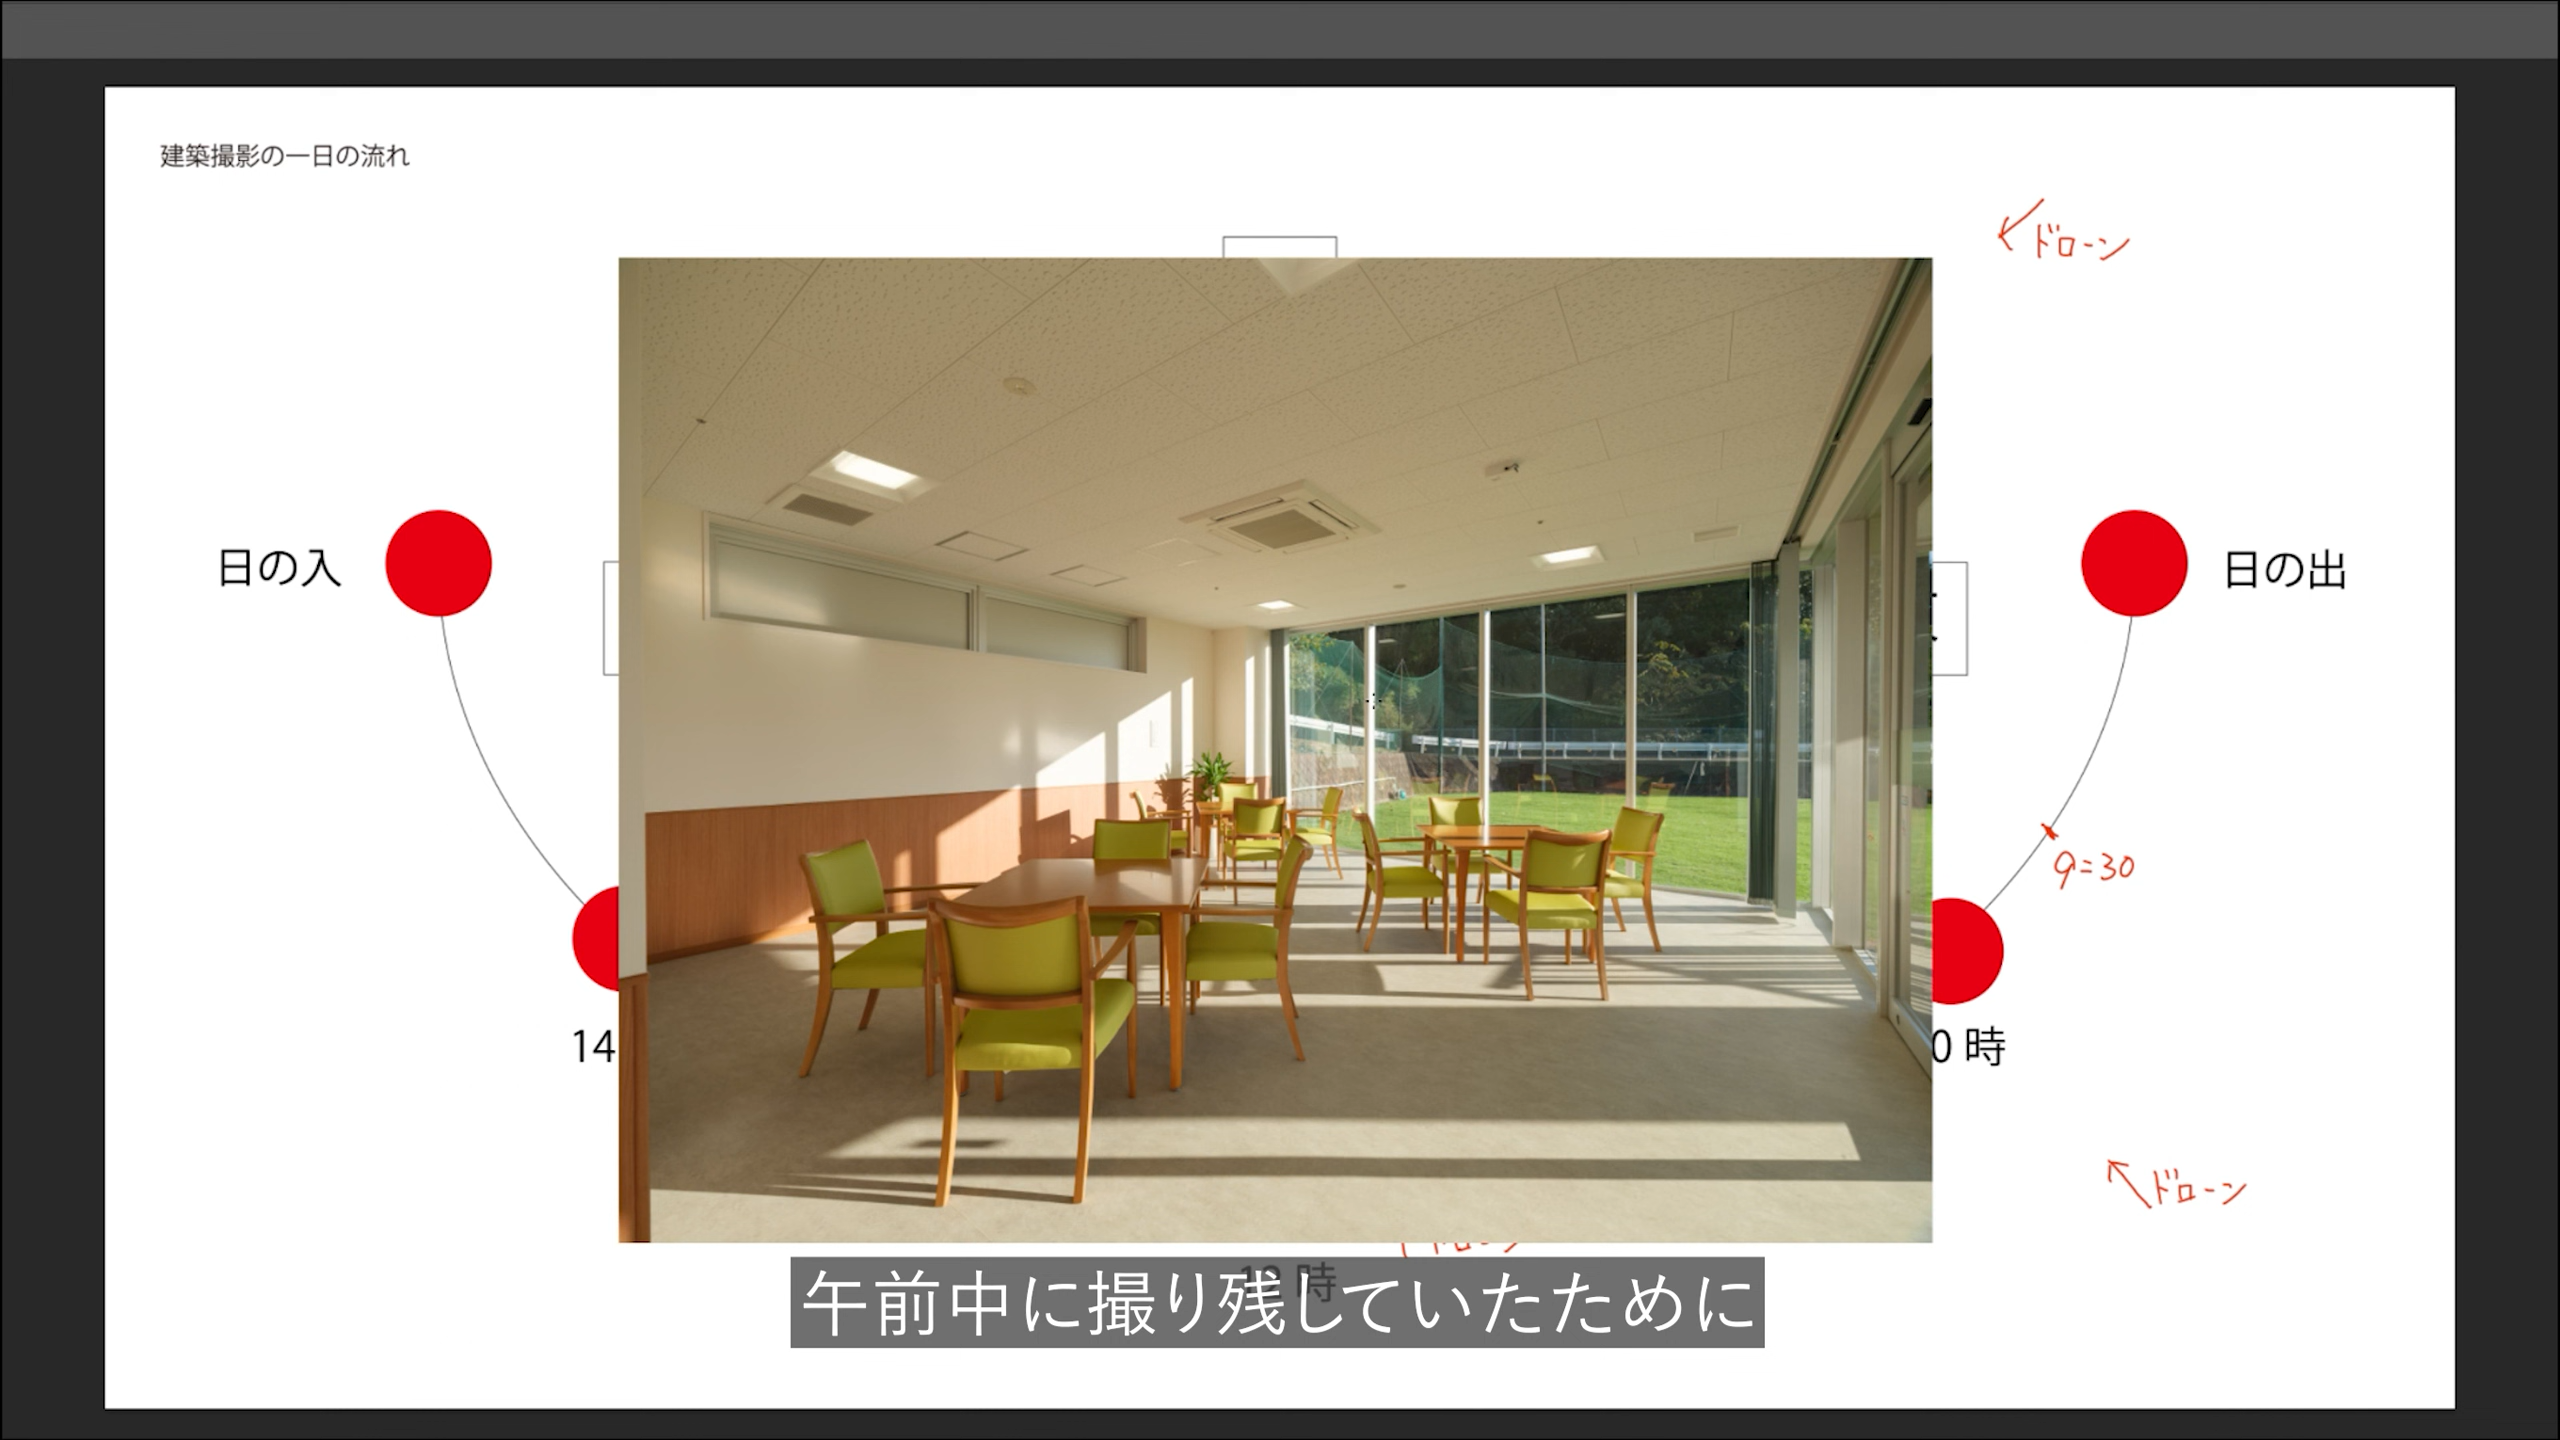 建築撮影の一日の流れ
ドローン
日の入
日の出
9=30
14
0 時
ドローン
12 時
午前中に撮り残していたために